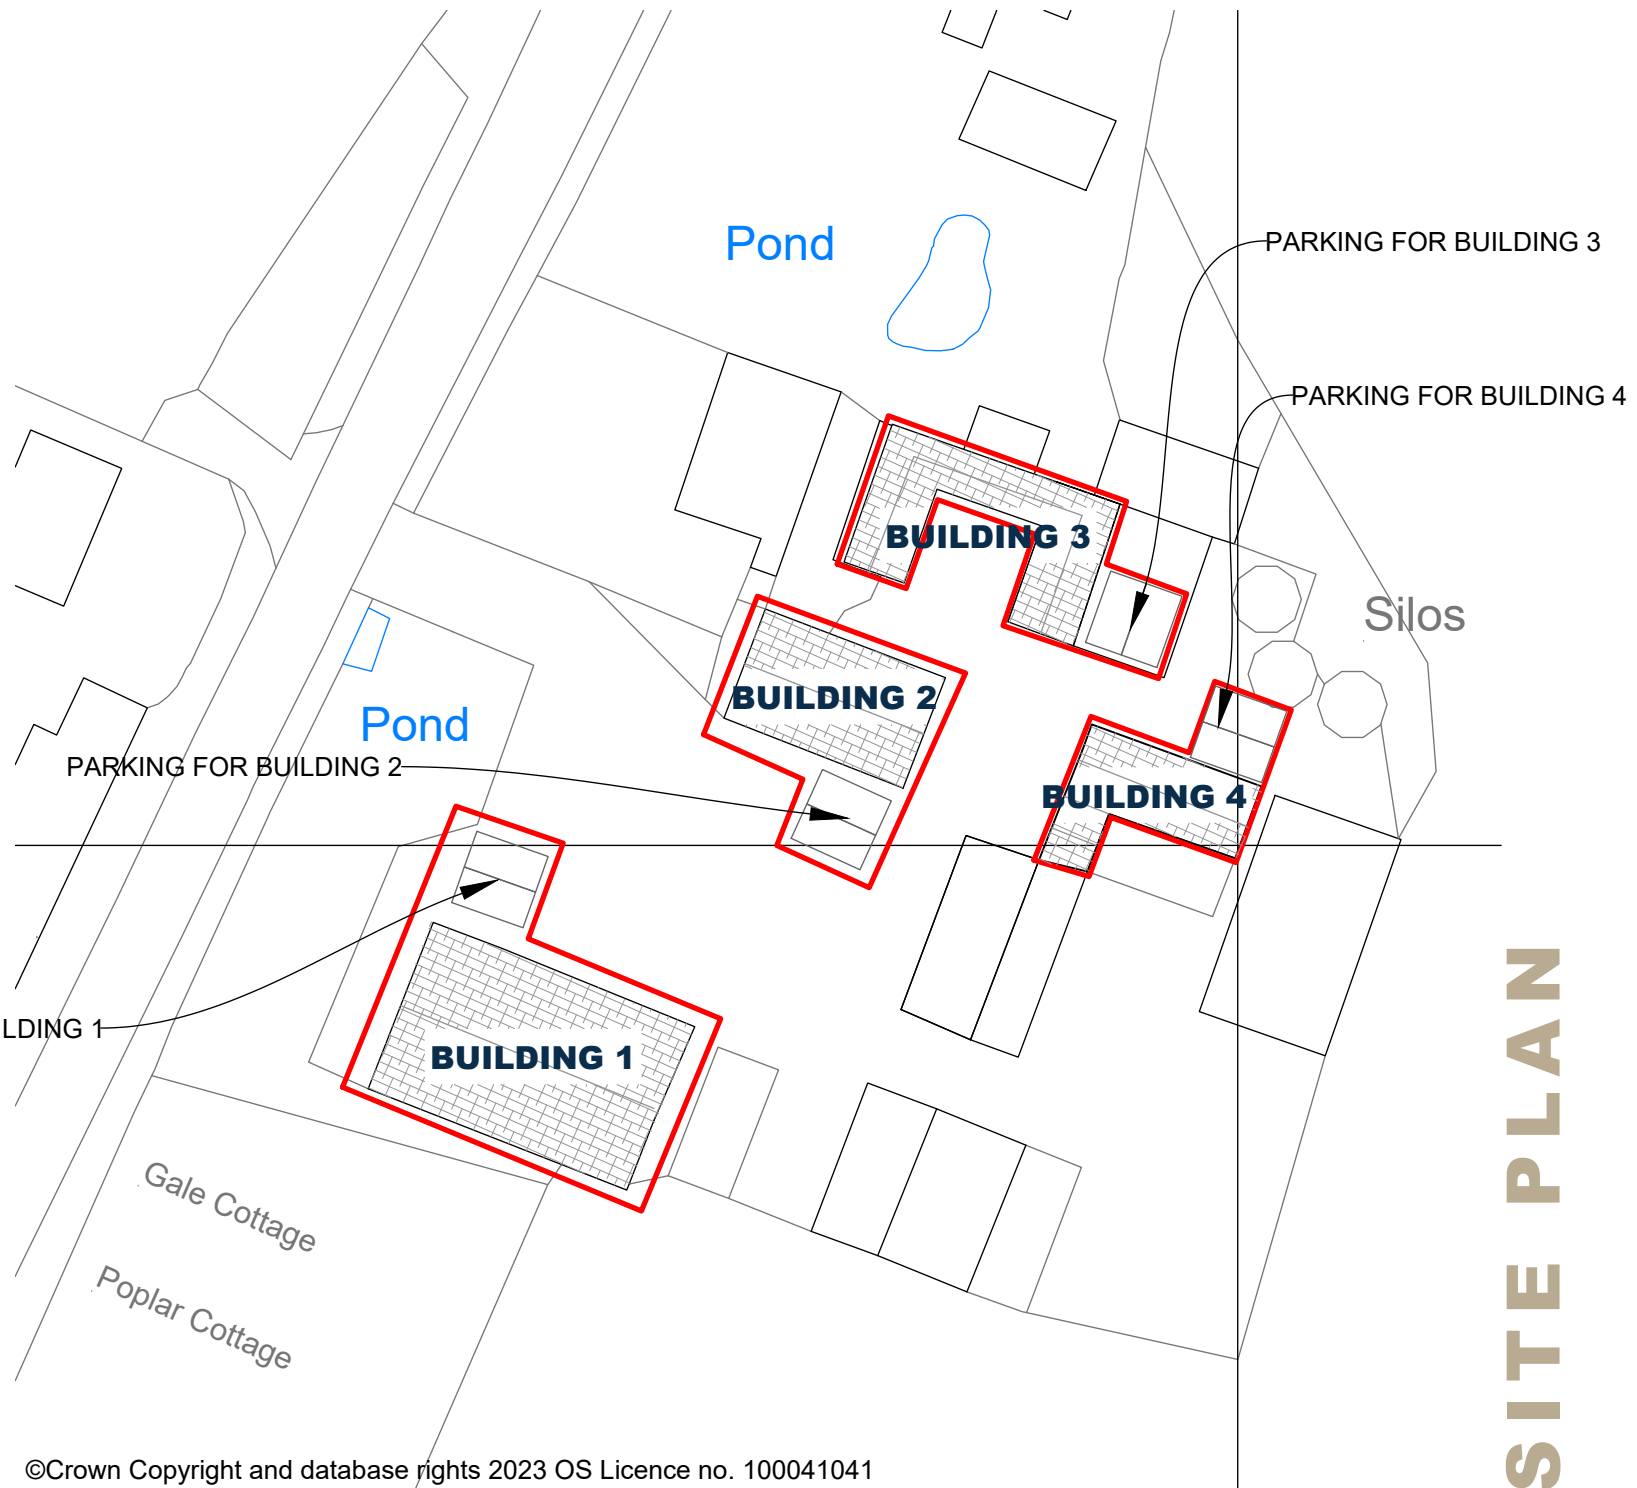 Pond
PARKING FOR BUILDING 3
PARKING FOR BUILDING 4
BUILDING 3
Silos
BUILDING 2
Pond
PARKING FOR BUILDING 2
BUILDING 4
LDING 1
BUILDING 1
Gale Cottage
Poplar Cottage
SITE PLAN
©Crown Copyright and database rights 2023 OS Licence no. 100041041